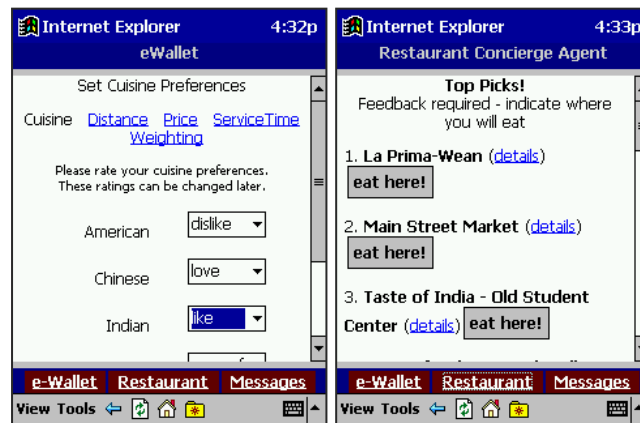 Internet Explorer 4:32p
eWallet
Set Cuisine Preferences
Cuisine Distance Price ServiceTime
Weighting
Please rate your cuisine preferences.
These ratings can be changed later.
American dislike
Chinese love
Indian like
e-Wallet Restaurant Messages
View Tools
Internet Explorer 4:33p
Restaurant Concierge Agent
Top Picks!
Feedback required - indicate where
you will eat
1. La Prima-Wean (details)
eat here!
2. Main Street Market (details)
eat here!
3. Taste of India - Old Student
Center (details) eat here!
e-Wallet Restaurant Messages
View Tools